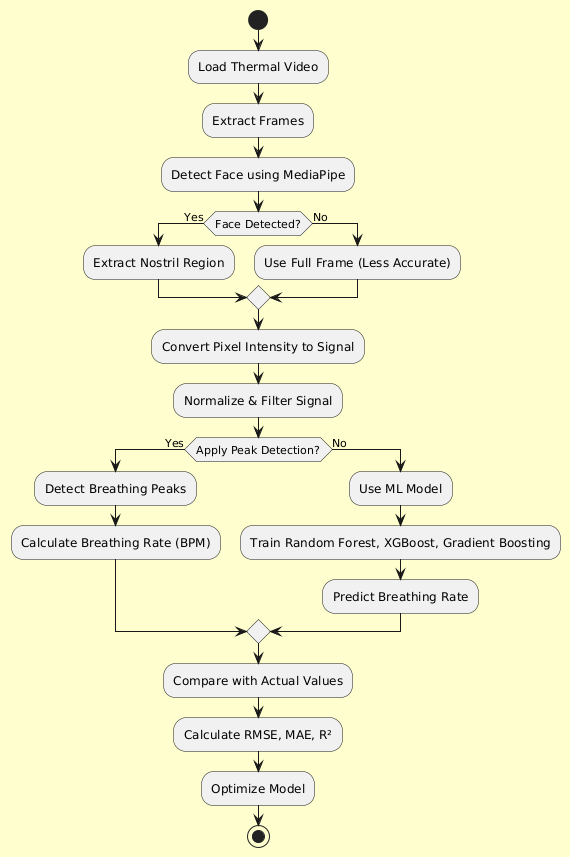 Load Thermal Video
Extract Frames
Detect Face using MediaPipe
Yes
Face Detected?
No
Extract Nostril Region
Use Full Frame (Less Accurate)
Convert Pixel Intensity to Signal
Normalize & Filter Signal
Yes
Apply Peak Detection?
No
Detect Breathing Peaks
Use ML Model
Calculate Breathing Rate (BPM)
Train Random Forest, XGBoost, Gradient Boosting
Predict Breathing Rate
Compare with Actual Values
Calculate RMSE, MAE, R²
Optimize Model